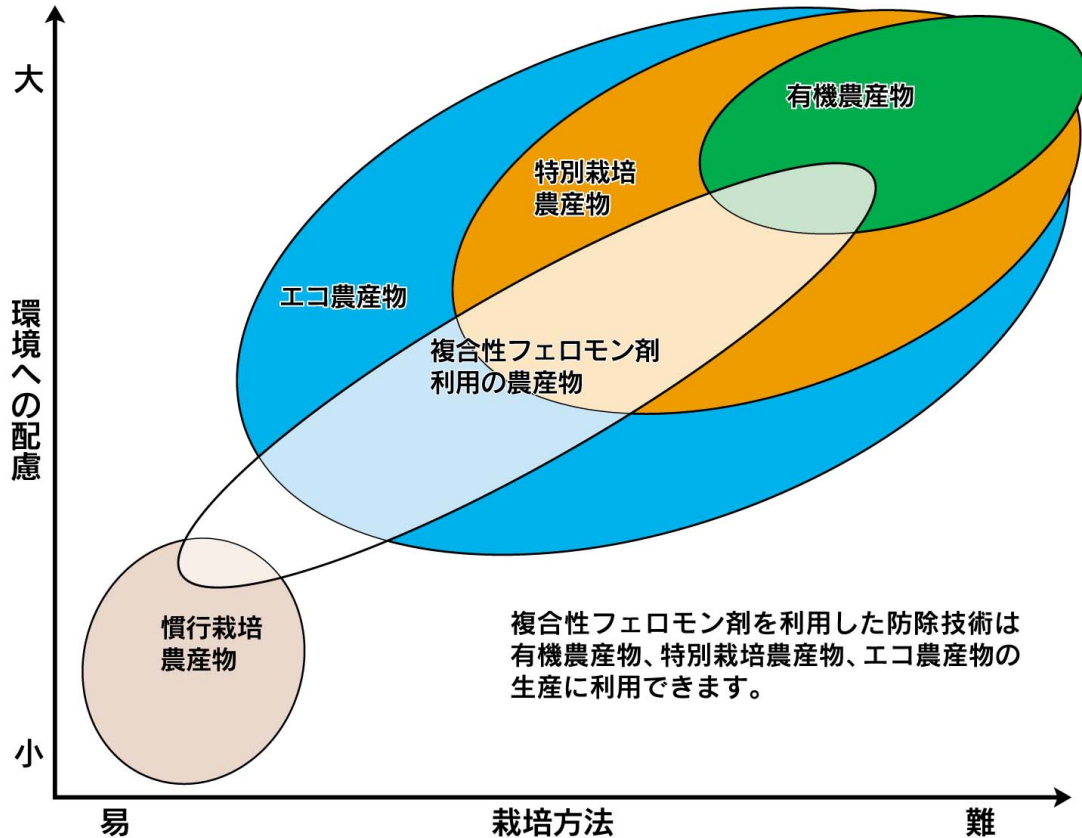 大
有機農産物
特別栽培
農産物
エコ農産物
環境への配慮
複合性フェロモン剤
利用の農産物
慣行栽培
農産物
複合性フェロモン剤を利用した防除技術は
有機農産物、特別栽培農産物、エコ農産物の
生産に利用できます。
小
易
栽培方法
難